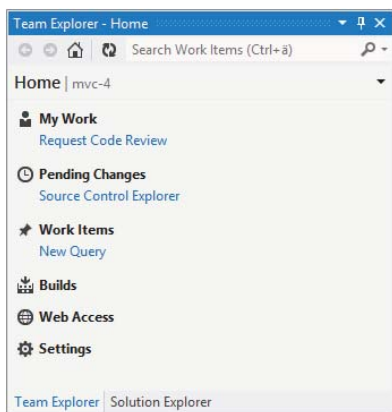 Team Explorer - Home
Search Work Items (Ctrl+ä)
Home | mvc-4
My Work
Request Code Review
Pending Changes
Source Control Explorer
Work Items
New Query
Builds
Web Access
Settings
Team Explorer Solution Explorer